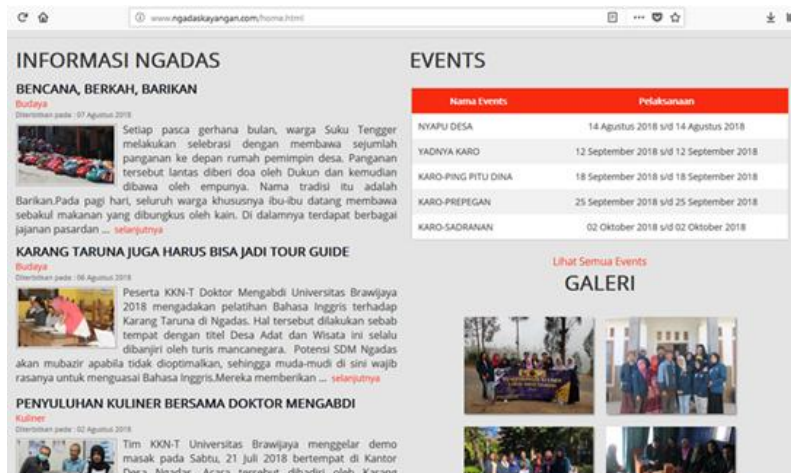 www.ngadaskayangan.com/home.html
INFORMASI NGADAS
BENCANA, BERKAH, BARIKAN
Budaya
Diterbitkan pada : 07 Agustus 2018
Setiap pasca gerhana bulan, warga Suku Tengger
melakukan selebrasi dengan membawa sejumlah
panganan ke depan rumah pemimpin desa. Panganan
tersebut lantas diberi doa oleh Dukun dan kemudian
dibawa oleh empunya. Nama tradisi itu adalah
Barikan.Pada pagi hari, seluruh warga khususnya ibu-ibu datang membawa
sebakul makanan yang dibungkus oleh kain. Di dalamnya terdapat berbagai
jajanan pasardan ... selanjutnya
KARANG TARUNA JUGA HARUS BISA JADI TOUR GUIDE
Budaya
Diterbitkan pada : 06 Agustus 2018
Peserta KKN-T Doktor Mengabdi Universitas Brawijaya
2018 mengadakan pelatihan Bahasa Inggris terhadap
Karang Taruna di Ngadas. Hal tersebut dilakukan sebab
tempat dengan titel Desa Adat dan Wisata ini selalu
dibanjiri oleh turis mancanegara. Potensi SDM Ngadas
akan mubazir apabila tidak dioptimalkan, sehingga muda-mudi di sini wajib
rasanya untuk menguasai Bahasa Inggris.Mereka memberikan ... selanjutnya
PENYULUHAN KULINER BERSAMA DOKTOR MENGABDI
Kuliner
Diterbitkan pada : 02 Agustus 2018
Tim KKN-T Universitas Brawijaya menggelar demo
masak pada Sabtu, 21 Juli 2018 bertempat di Kantor
Desa Ngadas. Acara tersebut dihadiri oleh Karang
EVENTS
Nama Events Pelaksanaan
NYAPU DESA 14 Agustus 2018 s/d 14 Agustus 2018
YADNYA KARO 12 September 2018 s/d 12 September 2018
KARO-PING PITU DINA 18 September 2018 s/d 18 September 2018
KARO-PREPEGAN 25 September 2018 s/d 25 September 2018
KARO-SADRANAN 02 Oktober 2018 s/d 02 Oktober 2018
Lihat Semua Events
GALERI